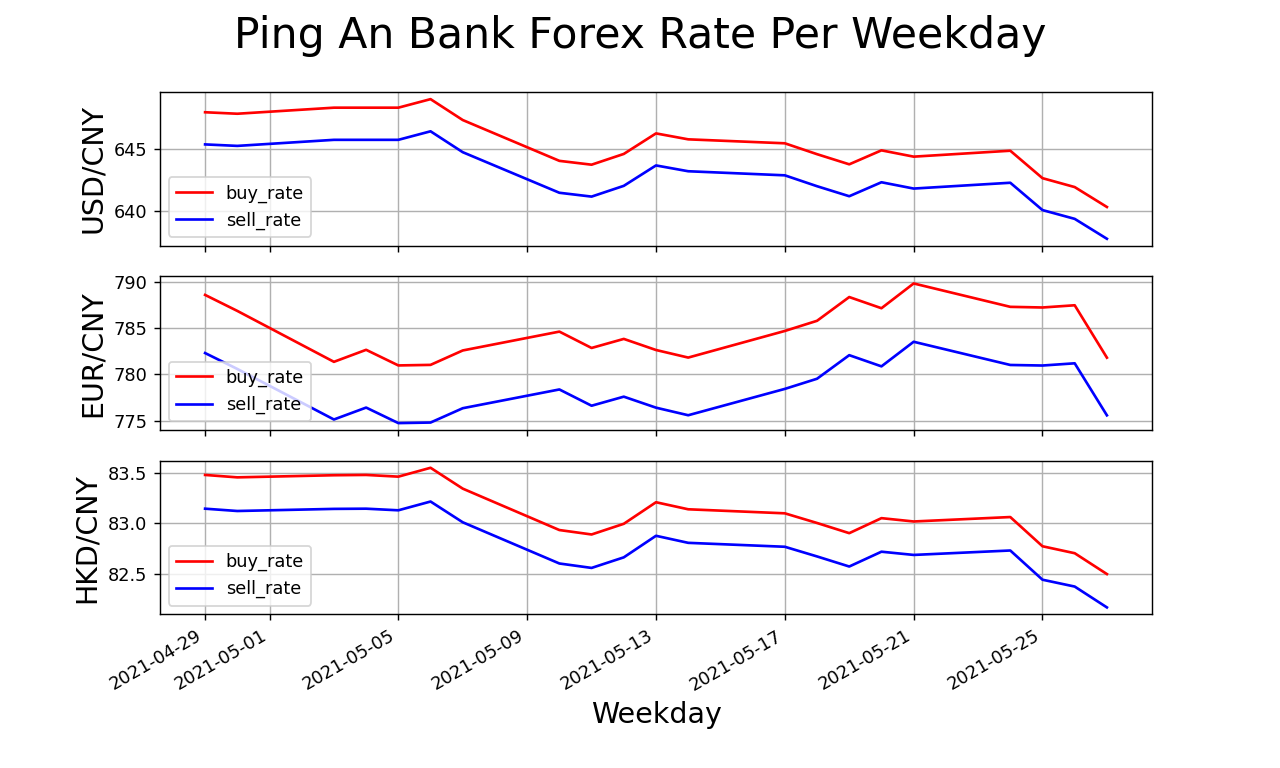 Ping An Bank Forex Rate Per Weekday
USD/CNY
645
640
buy_rate
sell_rate
EUR/CNY
790
785
780
775
buy_rate
sell_rate
HKD/CNY
83.5
83.0
82.5
buy_rate
sell_rate
2021-04-29
2021-05-01
2021-05-05
2021-05-09
2021-05-13
2021-05-17
2021-05-21
2021-05-25
Weekday